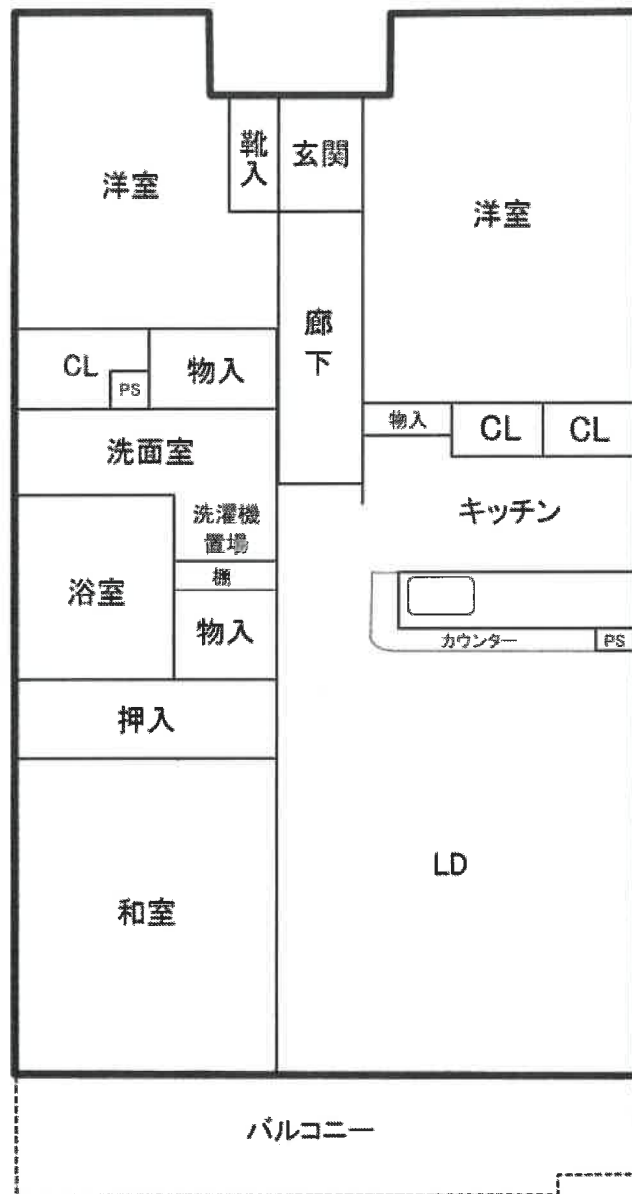 靴
入
玄関
洋室
洋室
廊
下
CL
PS
物入
物入
CL
CL
洗面室
洗濯機
置場
キッチン
棚
浴室
物入
カウンター
PS
押入
LD
和室
バルコニー